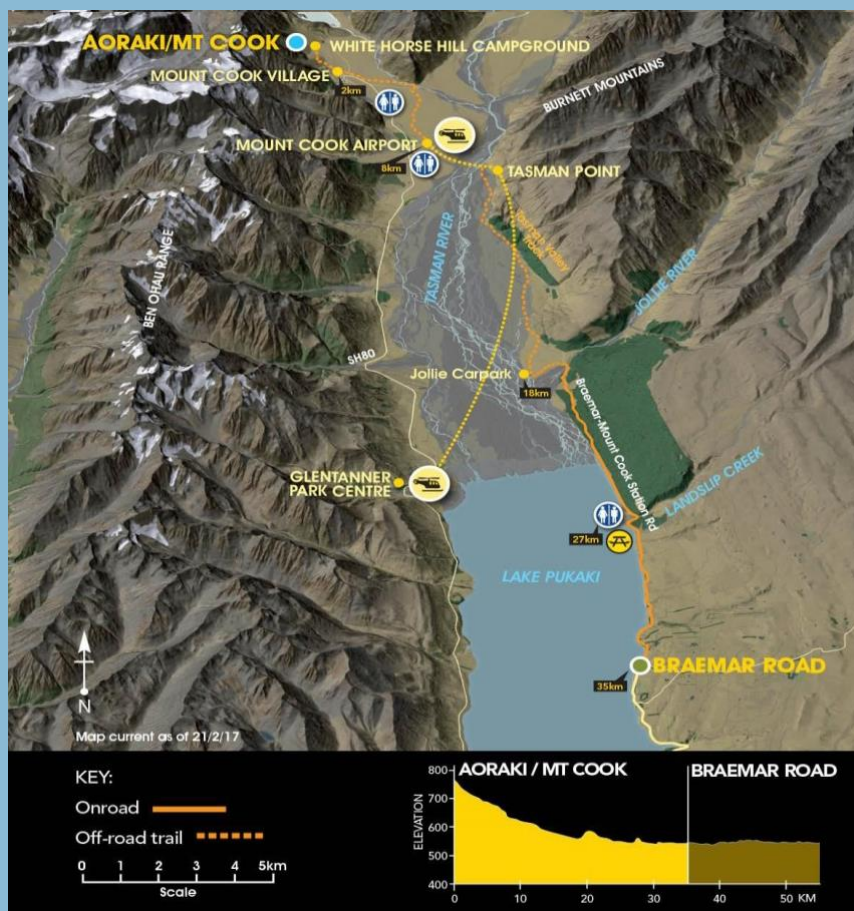 AORAKI/MT COOK
WHITE HORSE HILL CAMPGROUND
MOUNT COOK VILLAGE
2km
BURNETT MOUNTAINS
MOUNT COOK AIRPORT
8km
TASMAN POINT
Tasman Valley
Track
TASMAN RIVER
BEN OHAU RANGE
JOLLIE RIVER
SH80
Jollie Carpark
18km
Braemar-Mount Cook Station Rd
GLENTANNER
PARK CENTRE
LANDSLIP CREEK
27km
LAKE PUKAKI
BRAEMAR ROAD
35km
N
Map current as of 21/2/17
KEY:
Onroad
Off-road trail
0 1 2 3 4 5km
Scale
AORAKI / MT COOK
BRAEMAR ROAD
ELEVATION
800
700
600
500
400
0 10 20 30 40 50 KM